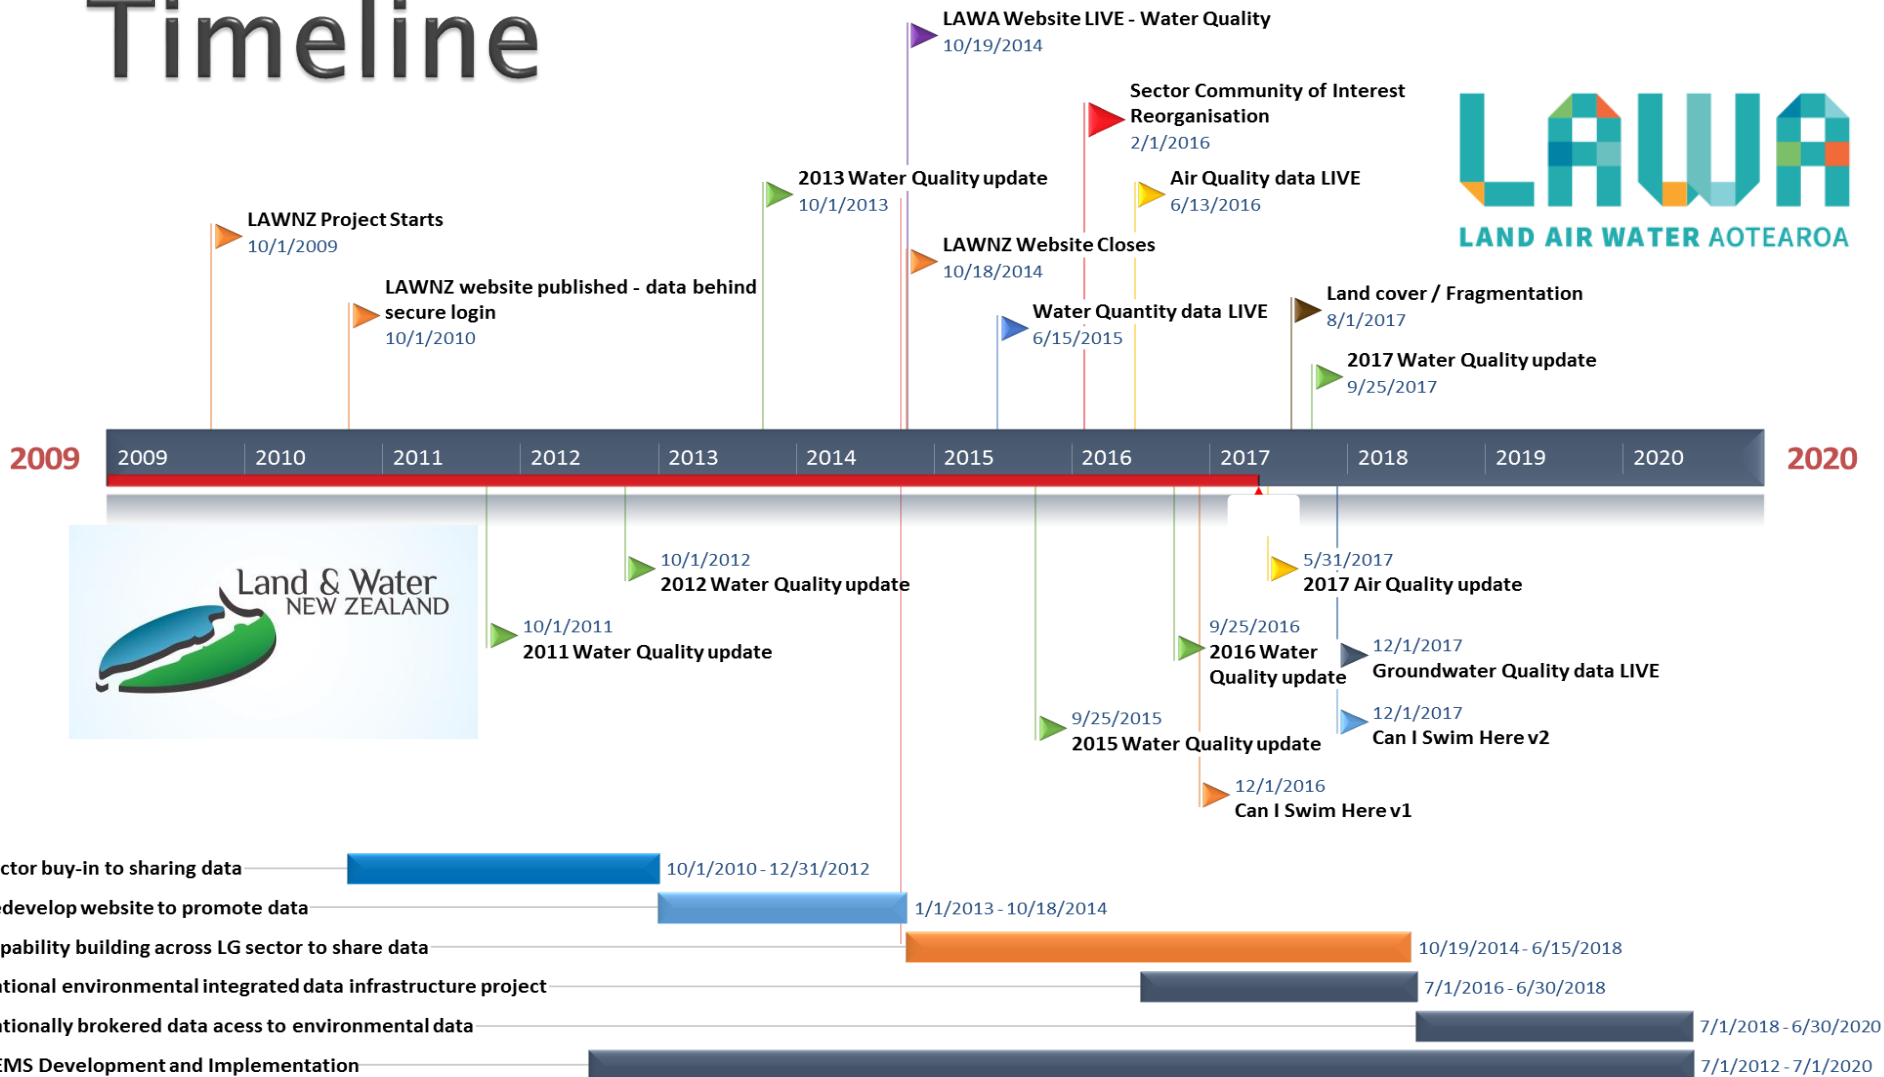 Timeline
LAWA Website LIVE - Water Quality
10/19/2014
Sector Community of Interest
Reorganisation
2/1/2016
2013 Water Quality update
10/1/2013
Air Quality data LIVE
6/13/2016
LAWA
LAND AIR WATER AOTEAROA
LAWNZ Project Starts
10/1/2009
LAWNZ Website Closes
10/18/2014
LAWNZ website published - data behind
secure login
10/1/2010
Water Quantity data LIVE
6/15/2015
Land cover / Fragmentation
8/1/2017
2017 Water Quality update
9/25/2017
2009 2009 2010 2011 2012 2013 2014 2015 2016 2017 2018 2019 2020 2020
Land & Water
NEW ZEALAND
10/1/2012
2012 Water Quality update
5/31/2017
2017 Air Quality update
10/1/2011
2011 Water Quality update
9/25/2016
2016 Water
Quality update
12/1/2017
Groundwater Quality data LIVE
9/25/2015
2015 Water Quality update
12/1/2017
Can I Swim Here v2
12/1/2016
Can I Swim Here v1
ctor buy-in to sharing data 10/1/2010 - 12/31/2012
edevelop website to promote data 1/1/2013 - 10/18/2014
pability building across LG sector to share data 10/19/2014 - 6/15/2018
ational environmental integrated data infrastructure project 7/1/2016 - 6/30/2018
ationally brokered data acess to environmental data 7/1/2018 - 6/30/2020
EMS Development and Implementation 7/1/2012 - 7/1/2020